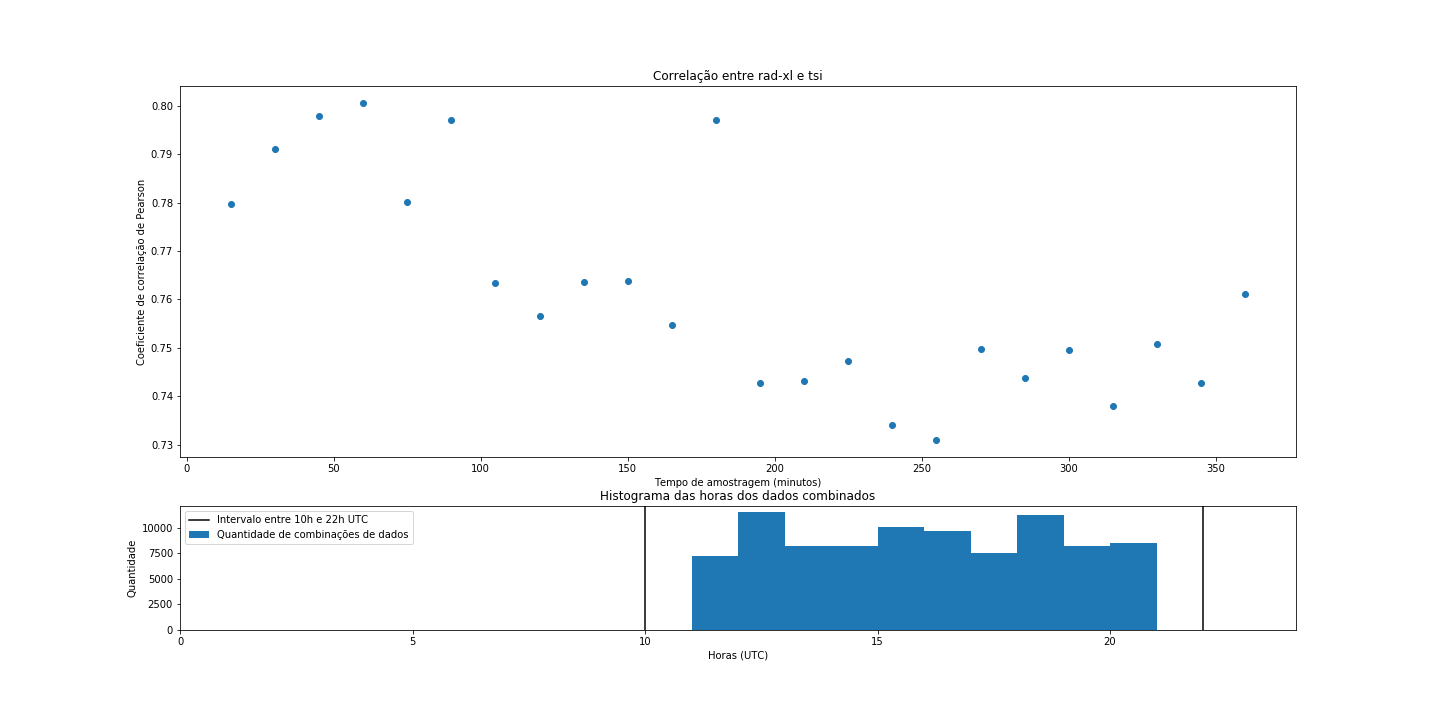 Correlação entre rad-xl e tsi
Coeficiente de correlação de Pearson
0.80
0.79
0.78
0.77
0.76
0.75
0.74
0.73
0 50 100 150 200 250 300 350
Tempo de amostragem (minutos)
Histograma das horas dos dados combinados
Intervalo entre 10h e 22h UTC
Quantidade de combinações de dados
Quantidade
10000
7500
5000
2500
0
0 5 10 15 20
Horas (UTC)